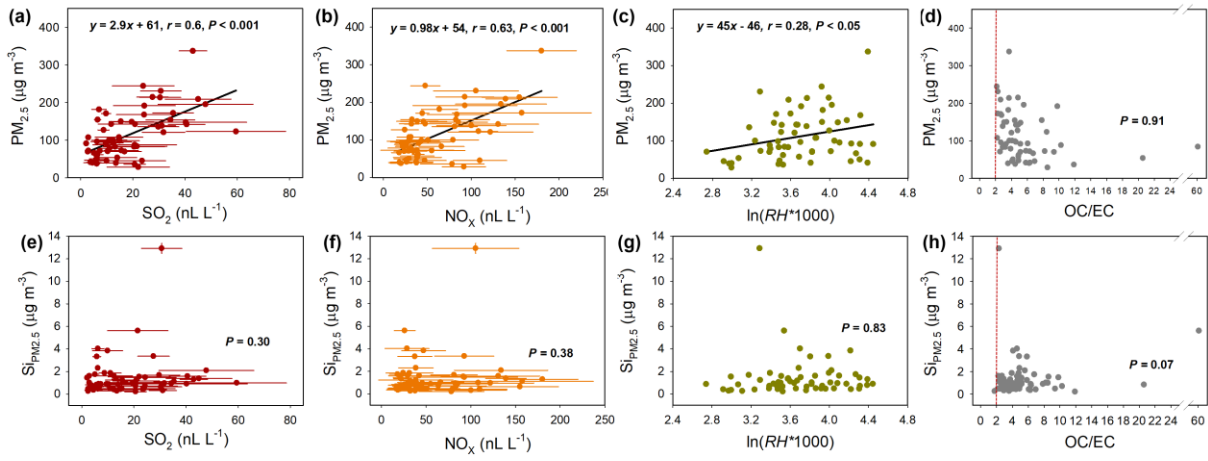 (a)
y = 2.9x + 61, r = 0.6, P < 0.001
400
300
200
100
0
PM2.5 (µg m-3)
0 20 40 60 80
SO2 (nL L-1)
(b)
y = 0.98x + 54, r = 0.63, P < 0.001
400
300
200
100
0
PM2.5 (µg m-3)
0 50 100 150 200 250
NOX (nL L-1)
(c)
y = 45x - 46, r = 0.28, P < 0.05
400
300
200
100
0
PM2.5 (µg m-3)
2.4 2.8 3.2 3.6 4.0 4.4 4.8
ln(RH*1000)
(d)
400
300
200
100
0
PM2.5 (µg m-3)
P = 0.91
0 2 4 6 8 10 12 14 16 18 20 22 24 60
OC/EC
(e)
14
12
10
8
6
4
2
0
SiPM2.5 (µg m-3)
P = 0.30
0 20 40 60 80
SO2 (nL L-1)
(f)
14
12
10
8
6
4
2
0
SiPM2.5 (µg m-3)
P = 0.38
0 50 100 150 200 250
NOX (nL L-1)
(g)
14
12
10
8
6
4
2
0
SiPM2.5 (µg m-3)
P = 0.83
2.4 2.8 3.2 3.6 4.0 4.4 4.8
ln(RH*1000)
(h)
14
12
10
8
6
4
2
0
SiPM2.5 (µg m-3)
P = 0.07
0 2 4 6 8 10 12 14 16 18 20 22 24 60
OC/EC